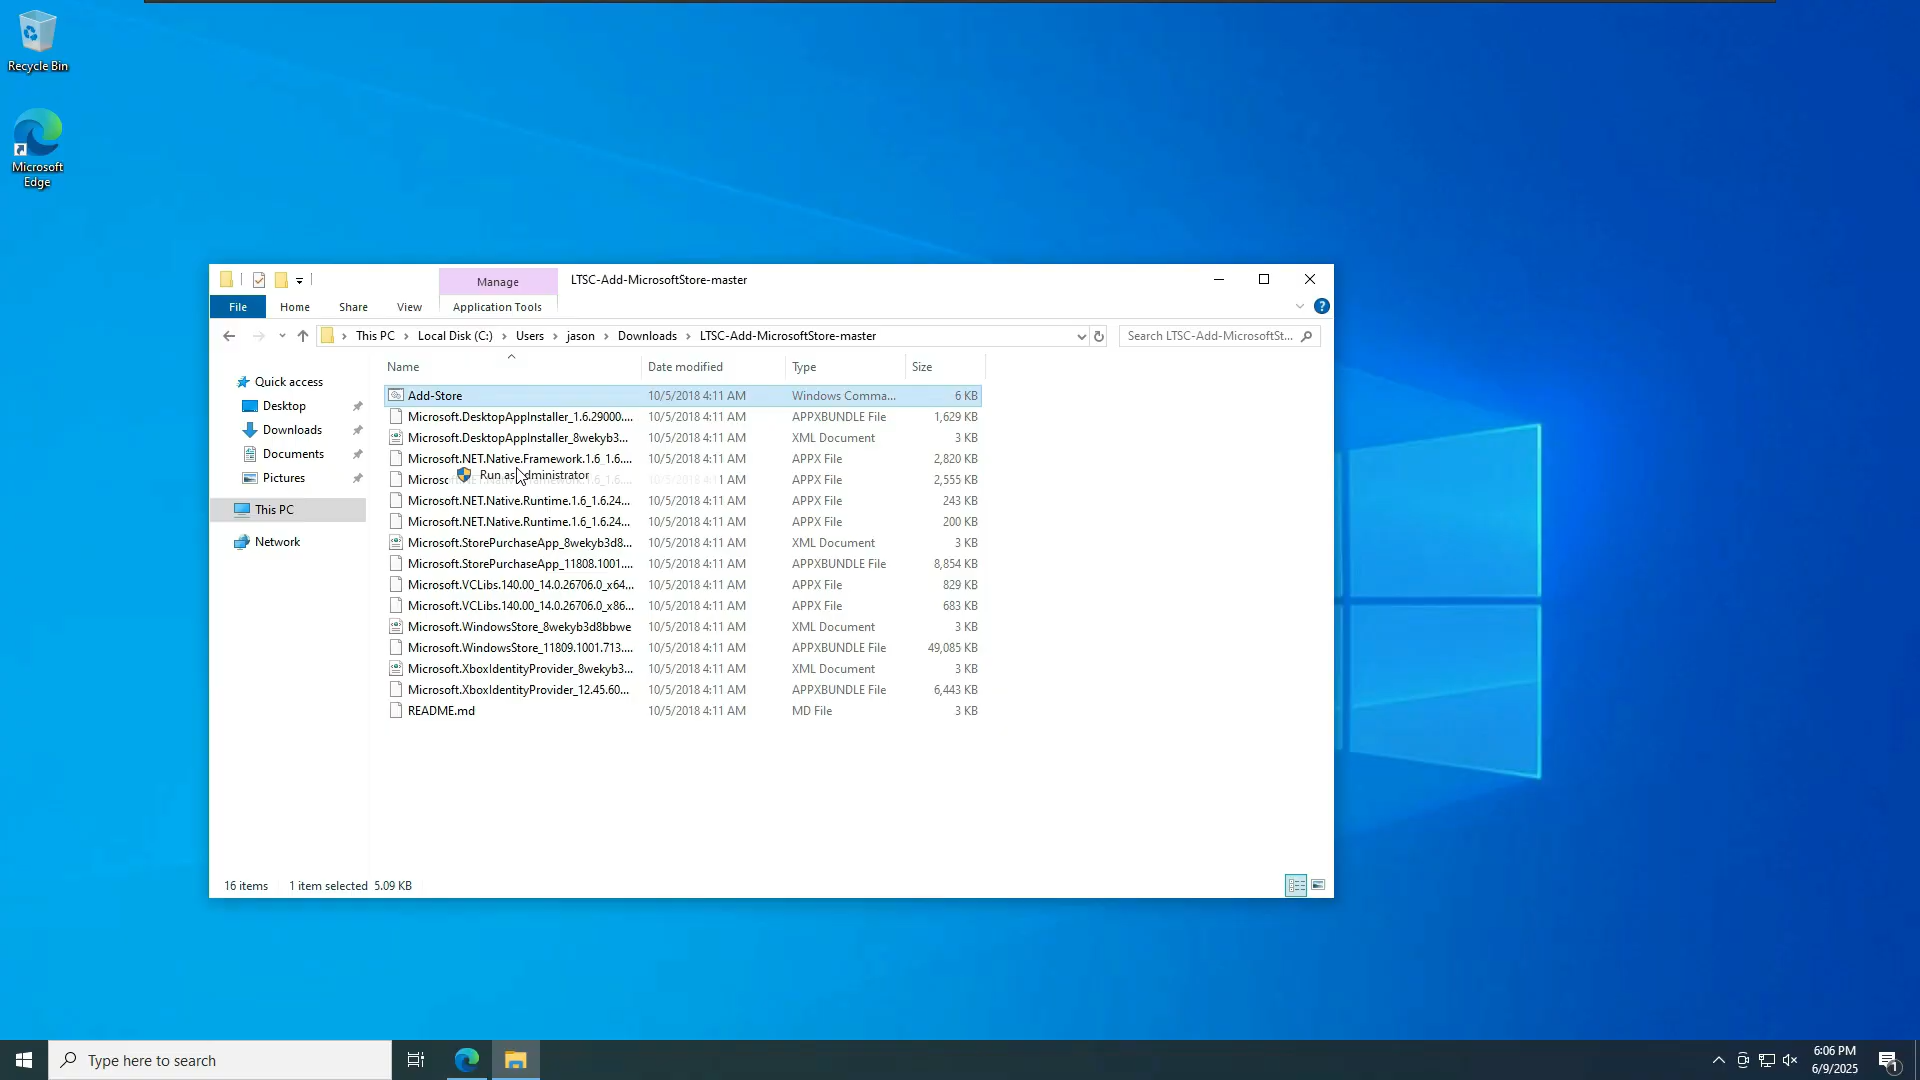 Recycle Bin
Microsoft
Edge
Manage
LTSC-Add-MicrosoftStore-master
File
Home
Share
View
Application Tools
This PC
Local Disk (C:)
Users
jason
Downloads
LTSC-Add-MicrosoftStore-master
Search LTSC-Add-MicrosoftSt...
Name
Date modified
Type
Size
Quick access
Desktop
Downloads
Documents
Pictures
This PC
Network
Add-Store 10/5/2018 4:11 AM Windows Comma... 6 KB
Microsoft.DesktopAppInstaller_1.6.29000.... 10/5/2018 4:11 AM APPXBUNDLE File 1,629 KB
Microsoft.DesktopAppInstaller_8wekyb3... 10/5/2018 4:11 AM XML Document 3 KB
Microsoft.NET.Native.Framework.1.6_1.6.... 10/5/2018 4:11 AM APPX File 2,820 KB
Run as administrator
10/5/2018 4:11 AM APPX File 2,555 KB
Microsoft.NET.Native.Runtime.1.6_1.6.24... 10/5/2018 4:11 AM APPX File 243 KB
Microsoft.NET.Native.Runtime.1.6_1.6.24... 10/5/2018 4:11 AM APPX File 200 KB
Microsoft.StorePurchaseApp_8wekyb3d8... 10/5/2018 4:11 AM XML Document 3 KB
Microsoft.StorePurchaseApp_11808.1001.... 10/5/2018 4:11 AM APPXBUNDLE File 8,854 KB
Microsoft.VCLibs.140.00_14.0.26706.0_x64... 10/5/2018 4:11 AM APPX File 829 KB
Microsoft.VCLibs.140.00_14.0.26706.0_x86... 10/5/2018 4:11 AM APPX File 683 KB
Microsoft.WindowsStore_8wekyb3d8bbwe 10/5/2018 4:11 AM XML Document 3 KB
Microsoft.WindowsStore_11809.1001.713.... 10/5/2018 4:11 AM APPXBUNDLE File 49,085 KB
Microsoft.XboxIdentityProvider_8wekyb3... 10/5/2018 4:11 AM XML Document 3 KB
Microsoft.XboxIdentityProvider_12.45.60... 10/5/2018 4:11 AM APPXBUNDLE File 6,443 KB
README.md 10/5/2018 4:11 AM MD File 3 KB
16 items
1 item selected 5.09 KB
Type here to search
6:06 PM
6/9/2025
1